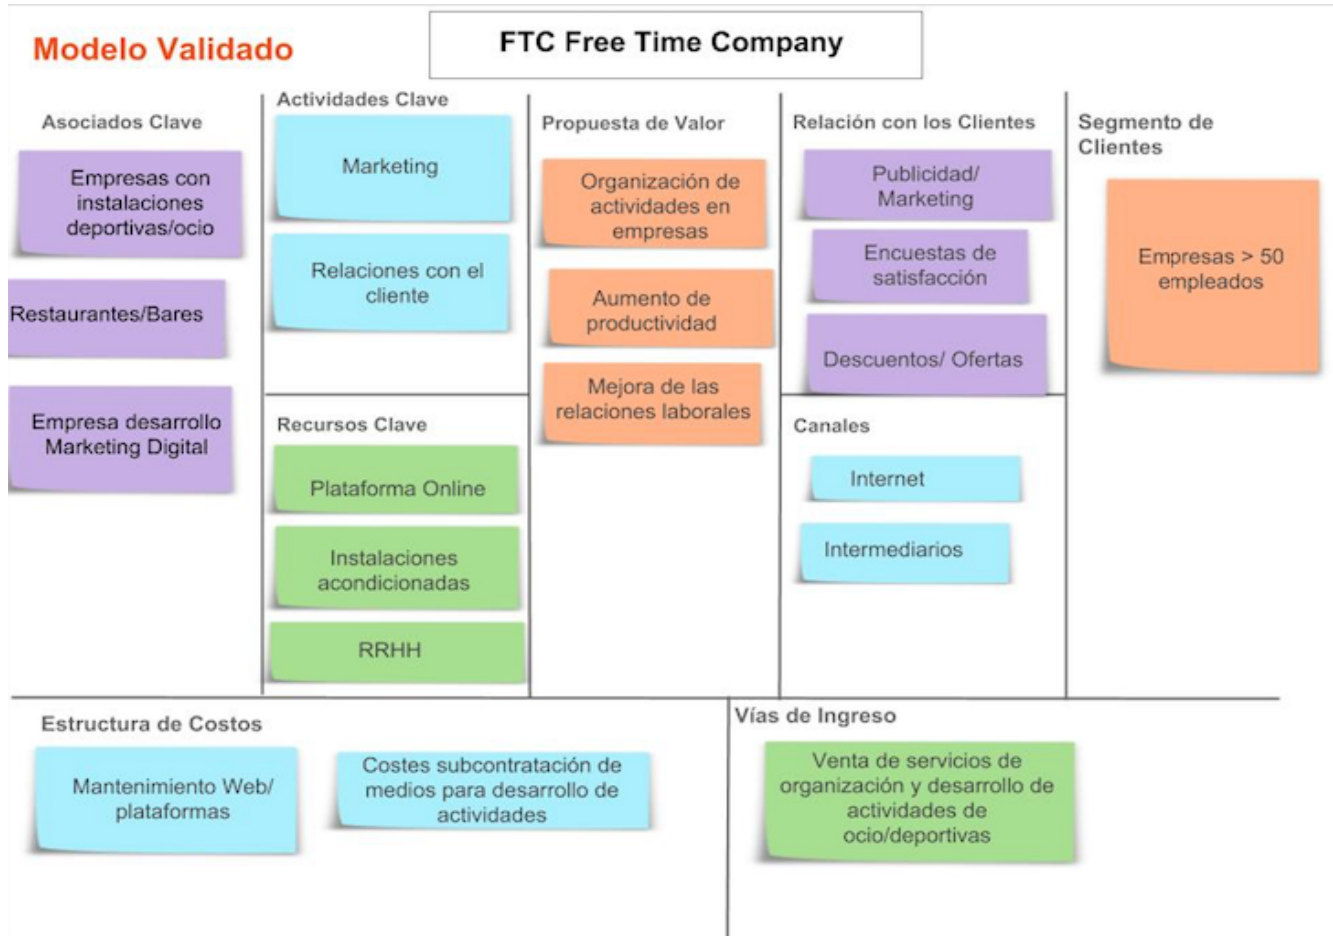 Modelo Validado
FTC Free Time Company
Asociados Clave
Empresas con
instalaciones
deportivas/ocio
Restaurantes/Bares
Empresa desarrollo
Marketing Digital
Actividades Clave
Marketing
Relaciones con el
cliente
Recursos Clave
Plataforma Online
Instalaciones
acondicionadas
RRHH
Propuesta de Valor
Organización de
actividades en
empresas
Aumento de
productividad
Mejora de las
relaciones laborales
Relación con los Clientes
Publicidad/
Marketing
Encuestas de
satisfacción
Descuentos/ Ofertas
Canales
Internet
Intermediarios
Segmento de
Clientes
Empresas > 50
empleados
Estructura de Costos
Mantenimiento Web/
plataformas
Costes subcontratación de
medios para desarrollo de
actividades
Vías de Ingreso
Venta de servicios de
organización y desarrollo de
actividades de
ocio/deportivas